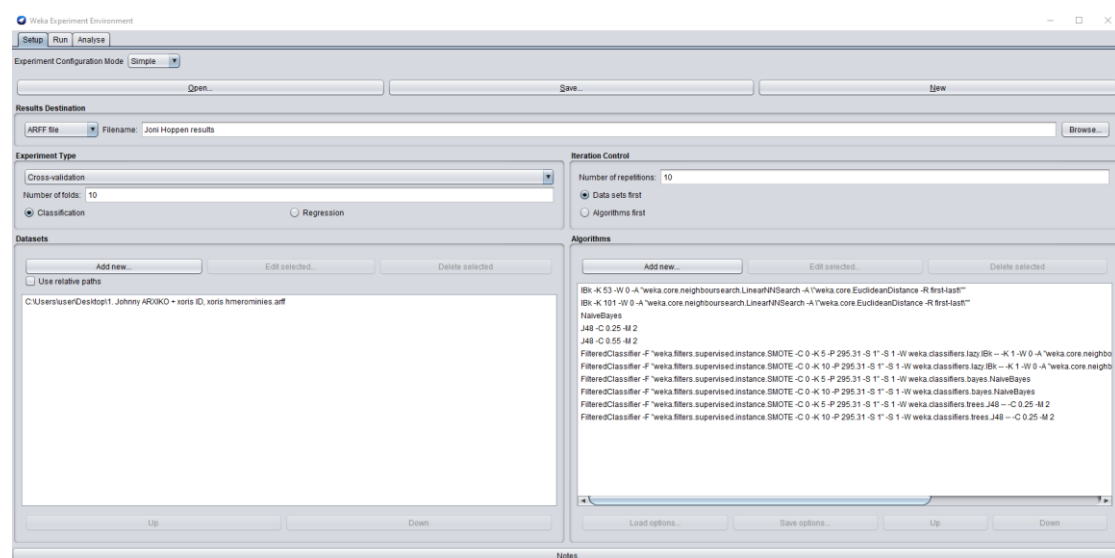 Weka Experiment Environment
Setup Run Analyse
Experiment Configuration Mode Simple
Open... Save... New
Results Destination
ARFF file Filename: Joni Hoppen results Browse...
Experiment Type
Cross-validation
Number of folds: 10
Classification Regression
Iteration Control
Number of repetitions: 10
Data sets first
Algorithms first
Datasets
Add new... Edit selected... Delete selected
Use relative paths
C:\Users\user\Desktop\1. Johnny ARXIKO + xoris ID, xoris hmerominies.arff
Up Down
Algorithms
Add new... Edit selected... Delete selected
IBk -K 53 -W 0 -A "weka.core.neighboursearch.LinearNNSearch -A \"weka.core.EuclideanDistance -R first-last\""
IBk -K 101 -W 0 -A "weka.core.neighboursearch.LinearNNSearch -A \"weka.core.EuclideanDistance -R first-last\""
NaiveBayes
J48 -C 0.25 -M 2
J48 -C 0.55 -M 2
FilteredClassifier -F "weka.filters.supervised.instance.SMOTE -C 0 -K 5 -P 295.31 -S 1" -S 1 -W weka.classifiers.lazy.IBk -- -K 1 -W 0 -A "weka.core.neighbo
FilteredClassifier -F "weka.filters.supervised.instance.SMOTE -C 0 -K 10 -P 295.31 -S 1" -S 1 -W weka.classifiers.lazy.IBk -- -K 1 -W 0 -A "weka.core.neighb
FilteredClassifier -F "weka.filters.supervised.instance.SMOTE -C 0 -K 5 -P 295.31 -S 1" -S 1 -W weka.classifiers.bayes.NaiveBayes
FilteredClassifier -F "weka.filters.supervised.instance.SMOTE -C 0 -K 10 -P 295.31 -S 1" -S 1 -W weka.classifiers.bayes.NaiveBayes
FilteredClassifier -F "weka.filters.supervised.instance.SMOTE -C 0 -K 5 -P 295.31 -S 1" -S 1 -W weka.classifiers.trees.J48 -- -C 0.25 -M 2
FilteredClassifier -F "weka.filters.supervised.instance.SMOTE -C 0 -K 10 -P 295.31 -S 1" -S 1 -W weka.classifiers.trees.J48 -- -C 0.25 -M 2
Load options... Save options... Up Down
Notes